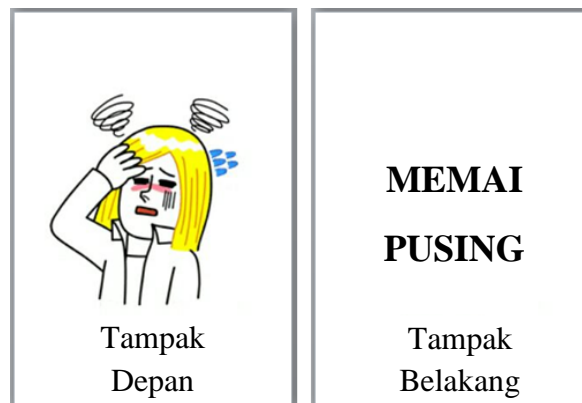 Tampak
Depan
MEMAI
PUSING
Tampak
Belakang